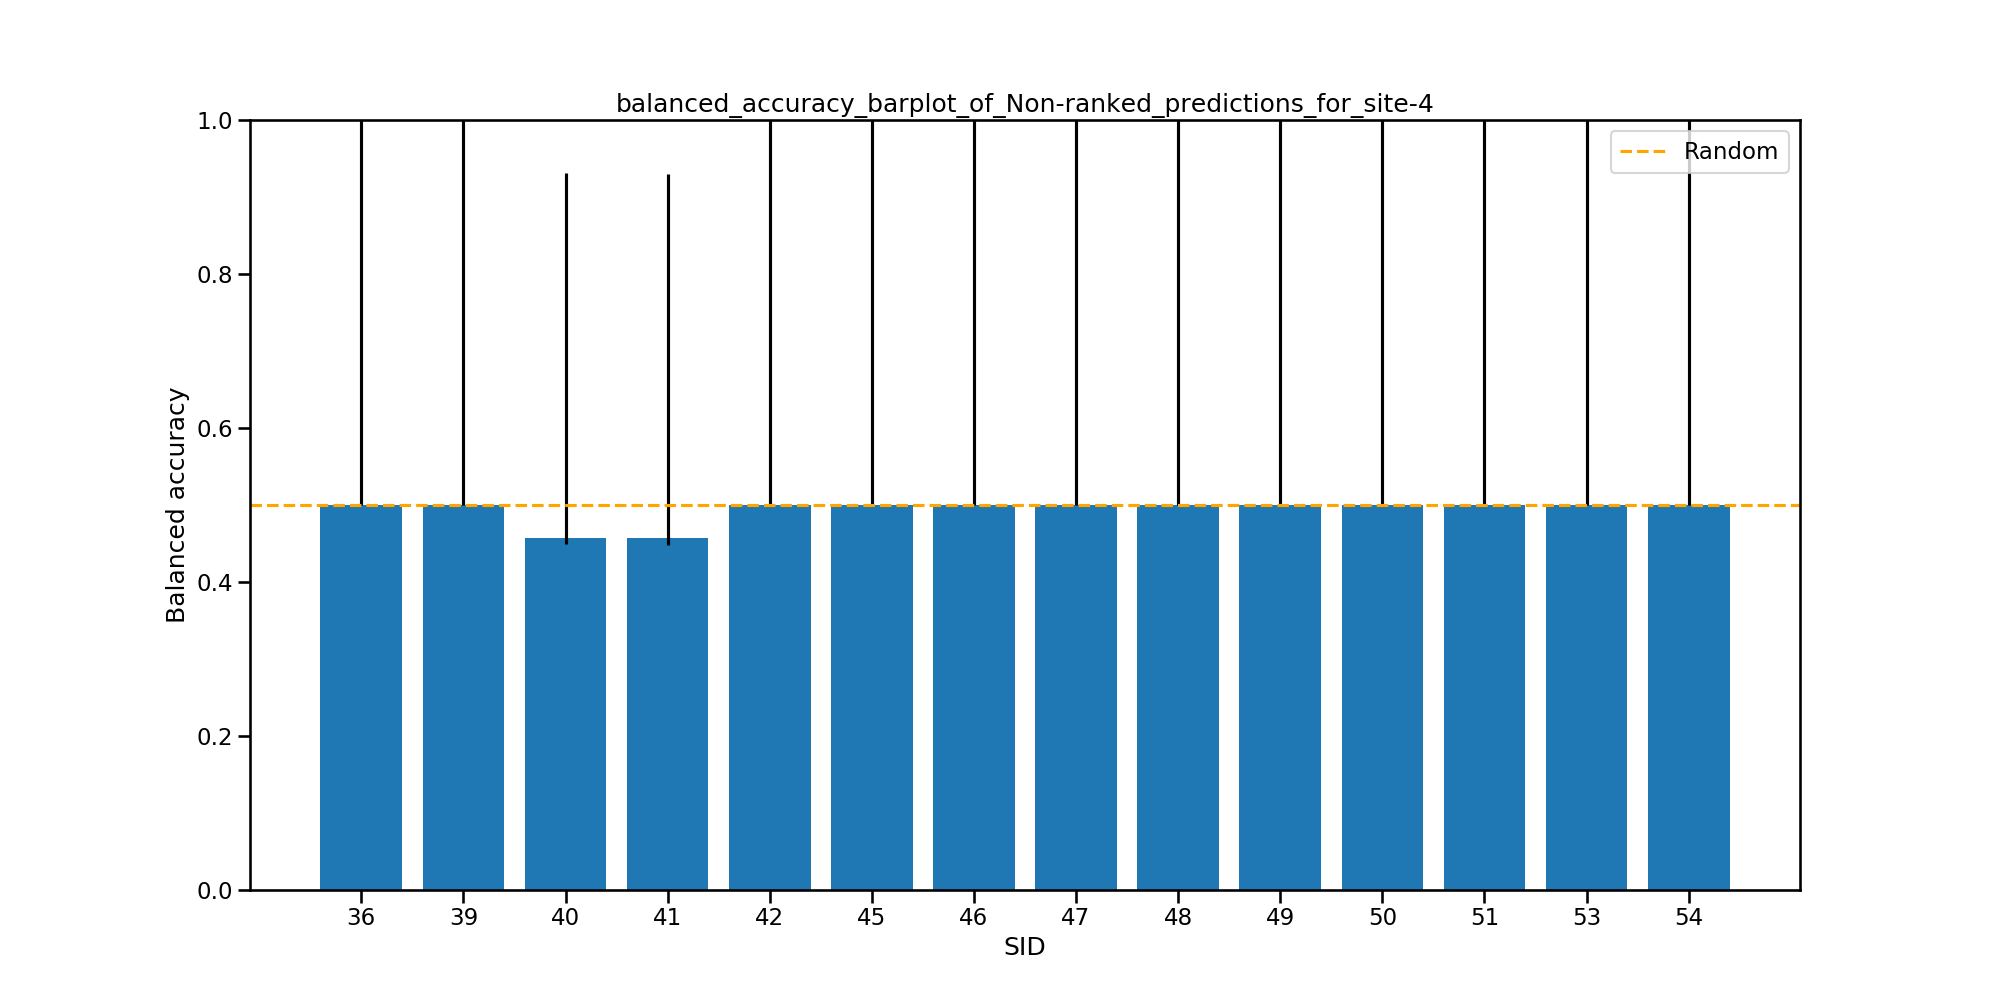 balanced_accuracy_barplot_of_Non-ranked_predictions_for_site-4
1.0
0.8
0.6
0.4
0.2
0.0
Balanced accuracy
Random
36 39 40 41 42 45 46 47 48 49 50 51 53 54
SID